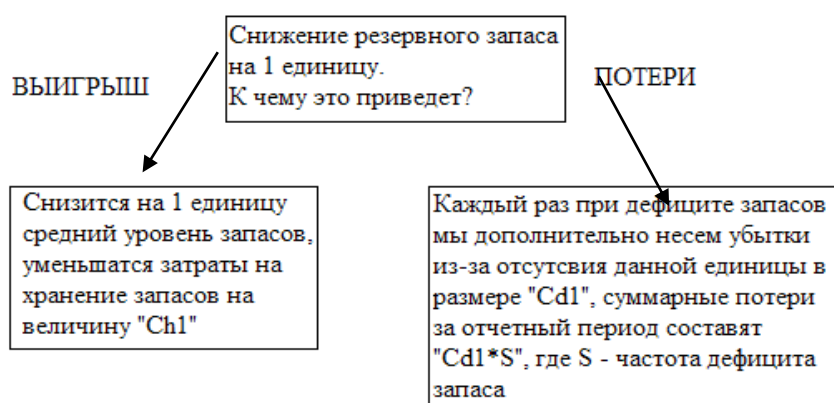 Снижение резервного запаса
на 1 единицу.
К чему это приведет?
ВЫИГРЫШ
ПОТЕРИ
Снизится на 1 единицу
средний уровень запасов,
уменьшатся затраты на
хранение запасов на
величину "Ch1"
Каждый раз при дефиците запасов
мы дополнительно несем убытки
из-за отсутсвия данной единицы в
размере "Cd1", суммарные потери
за отчетный период составят
"Cd1*S", где S - частота дефицита
запаса